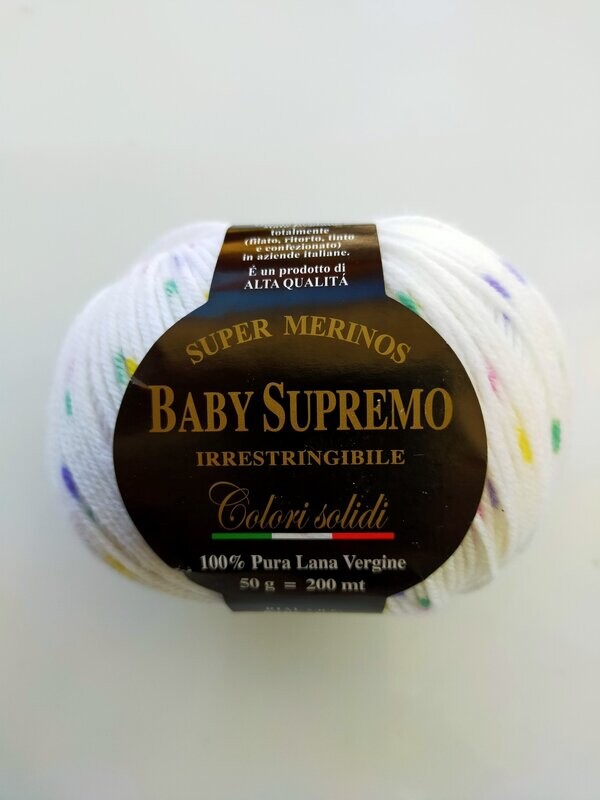 totalmente
(filato, ritorto, tinto
e confezionato)
in aziende italiane.
È un prodotto di
ALTA QUALITÁ
SUPER MERINOS
BABY SUPREMO
IRRESTRINGIBILE
Colori solidi
100% Pura Lana Vergine
50 g = 200 mt